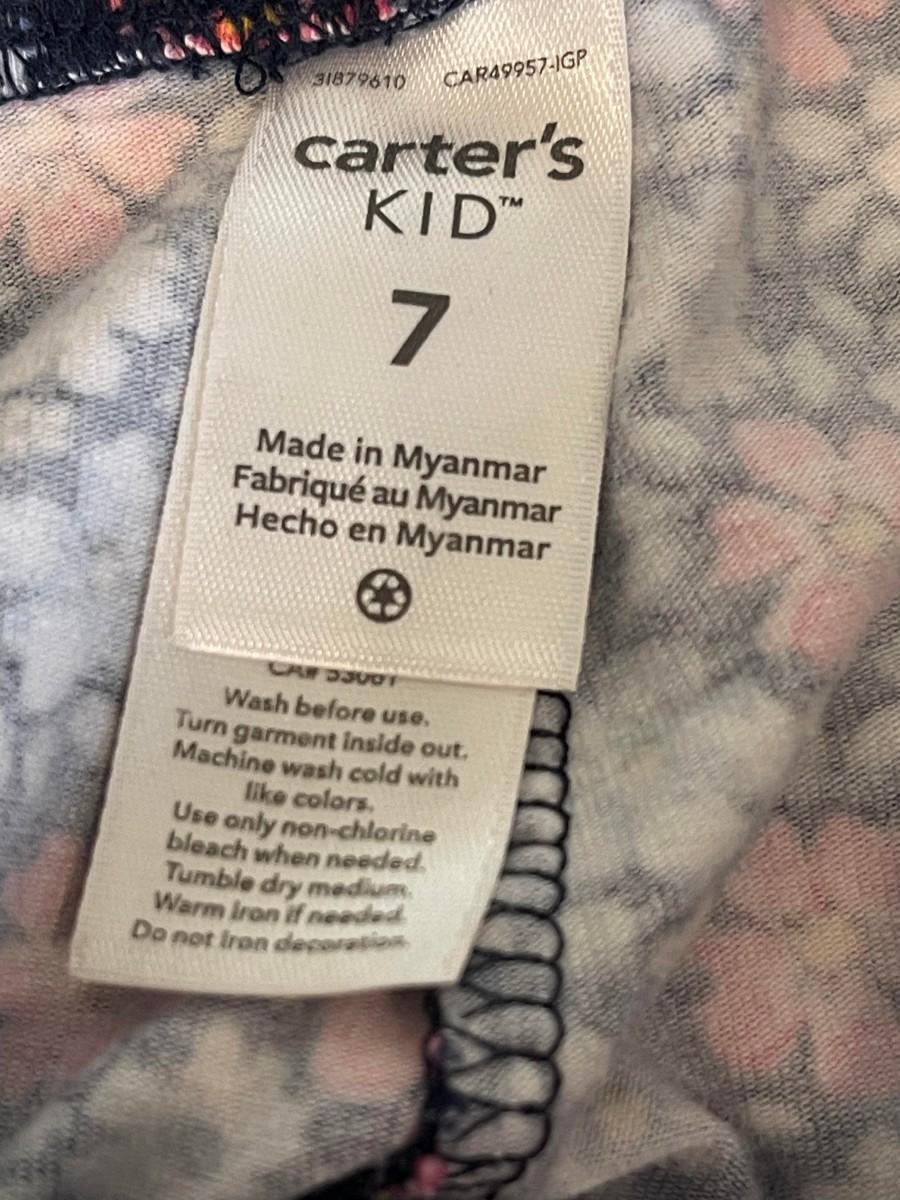 31879610 CAR49957-IGP
carter's
KID™
7
Made in Myanmar
Fabriqué au Myanmar
Hecho en Myanmar
CA# 53061
Wash before use.
Turn garment inside out.
Machine wash cold with
like colors.
Use only non-chlorine
bleach when needed.
Tumble dry medium.
Warm iron if needed.
Do not iron decoration.